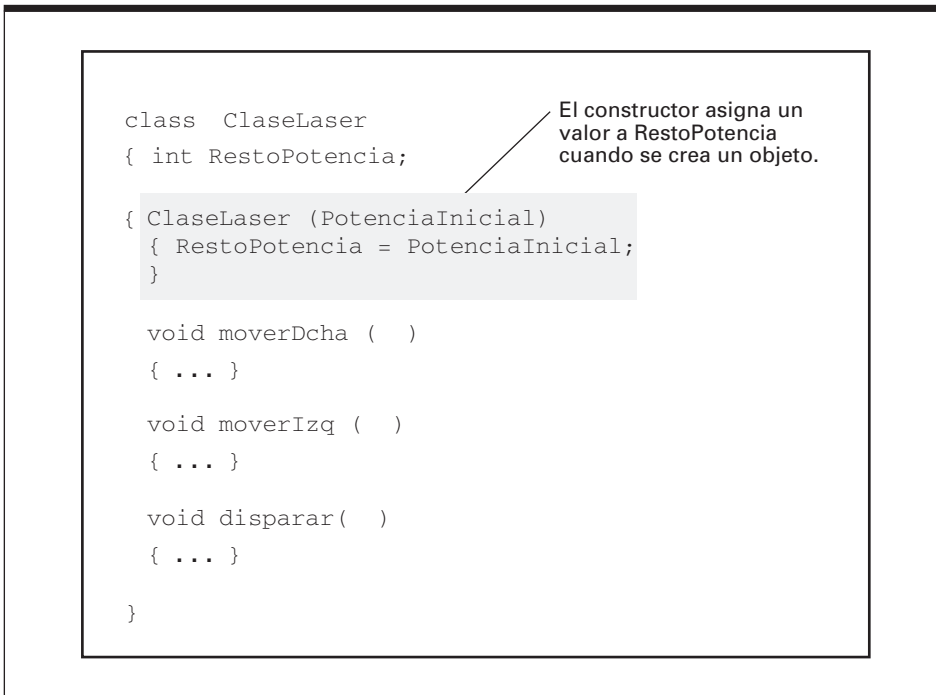 class ClaseLaser
{ int RestoPotencia;
El constructor asigna un
valor a RestoPotencia
cuando se crea un objeto.
{ ClaseLaser (PotenciaInicial)
{ RestoPotencia = PotenciaInicial;
}
void moverDcha ( )
{ ... }
void moverIzq ( )
{ ... }
void disparar( )
{ ... }
}